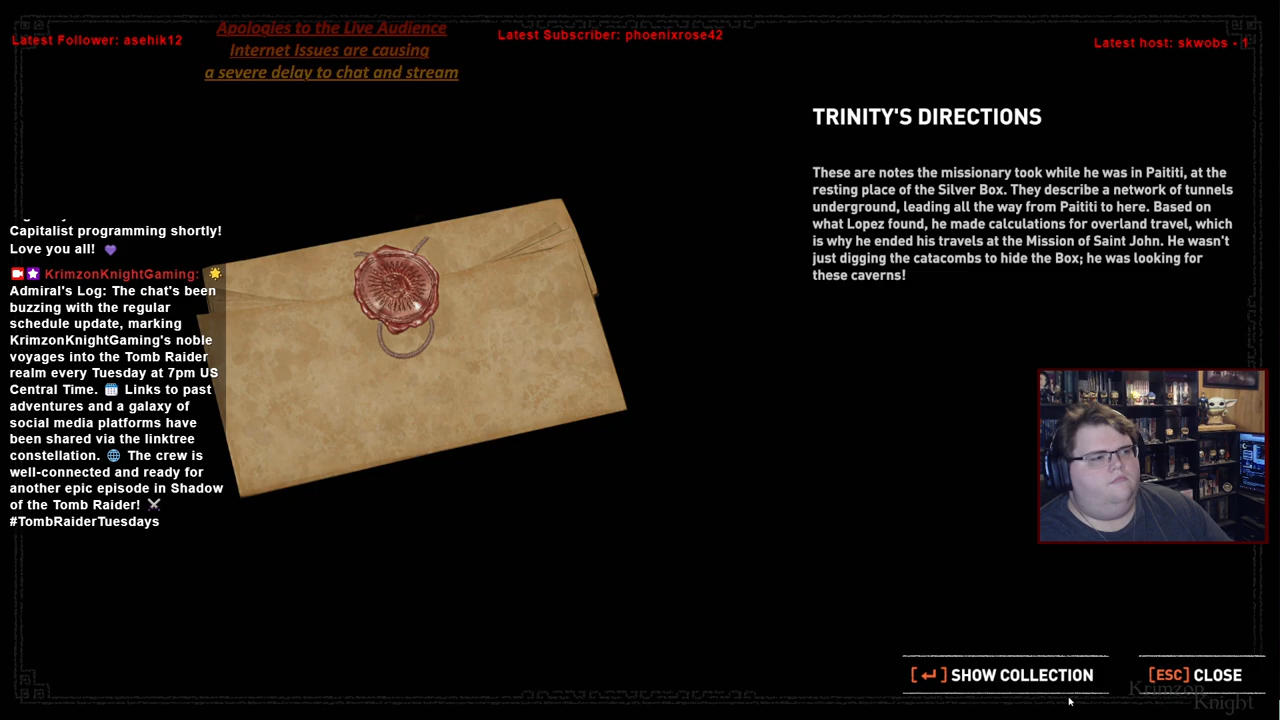 Apologies to the Live Audience
Internet Issues are causing
a severe delay to chat and stream
Latest Follower: asehik12
Latest Subscriber: phoenixrose42
Latest host: skwobs - 1
TRINITY'S DIRECTIONS
These are notes the missionary took while he was in Paititi, at the
resting place of the Silver Box. They describe a network of tunnels
underground, leading all the way from Paititi to here. Based on
what Lopez found, he made calculations for overland travel, which
is why he ended his travels at the Mission of Saint John. He wasn't
just digging the catacombs to hide the Box; he was looking for
these caverns!
Capitalist programming shortly!
Love you all! 💜
KrimzonKnightGaming: 🌟
Admiral's Log: The chat's been
buzzing with the regular
schedule update, marking
KrimzonKnightGaming's noble
voyages into the Tomb Raider
realm every Tuesday at 7pm US
Central Time. 🗓️ Links to past
adventures and a galaxy of
social media platforms have
been shared via the linktree
constellation. 🌐 The crew is
well-connected and ready for
another epic episode in Shadow
of the Tomb Raider! ⚔️
#TombRaiderTuesdays
[↵] SHOW COLLECTION
[ESC] CLOSE
Krimzon
Knight